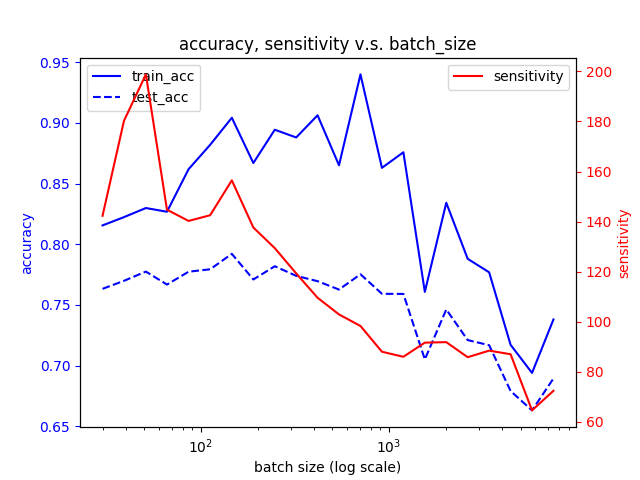 accuracy, sensitivity v.s. batch_size
train_acc
test_acc
sensitivity
0.95
0.90
0.85
0.80
0.75
0.70
0.65
accuracy
200
180
160
140
120
100
80
60
sensitivity
10²
10³
batch size (log scale)